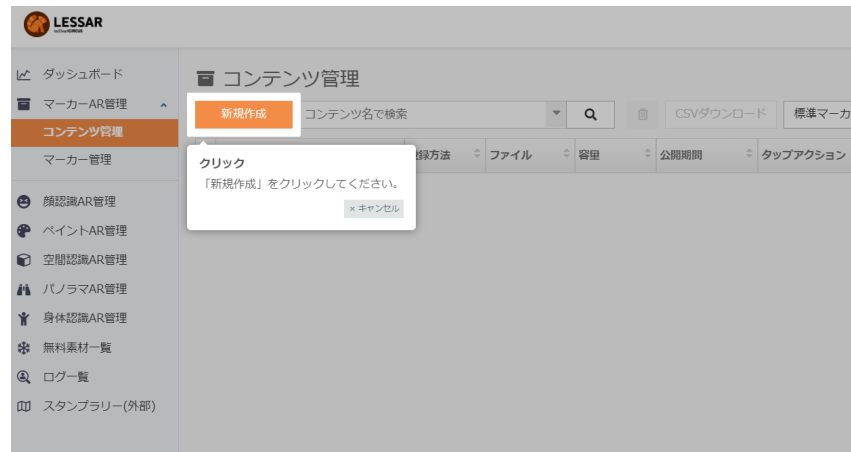 LESSAR
ダッシュボード
マーカーAR管理
コンテンツ管理
マーカー管理
顔認識AR管理
ペイントAR管理
空間認識AR管理
パノラマAR管理
身体認識AR管理
無料素材一覧
ログ一覧
スタンプラリー(外部)
コンテンツ管理
新規作成
コンテンツ名で検索
CSVダウンロード
標準マーカ
録方法
ファイル
容量
公開期間
タップアクション
クリック
「新規作成」をクリックしてください。
× キャンセル